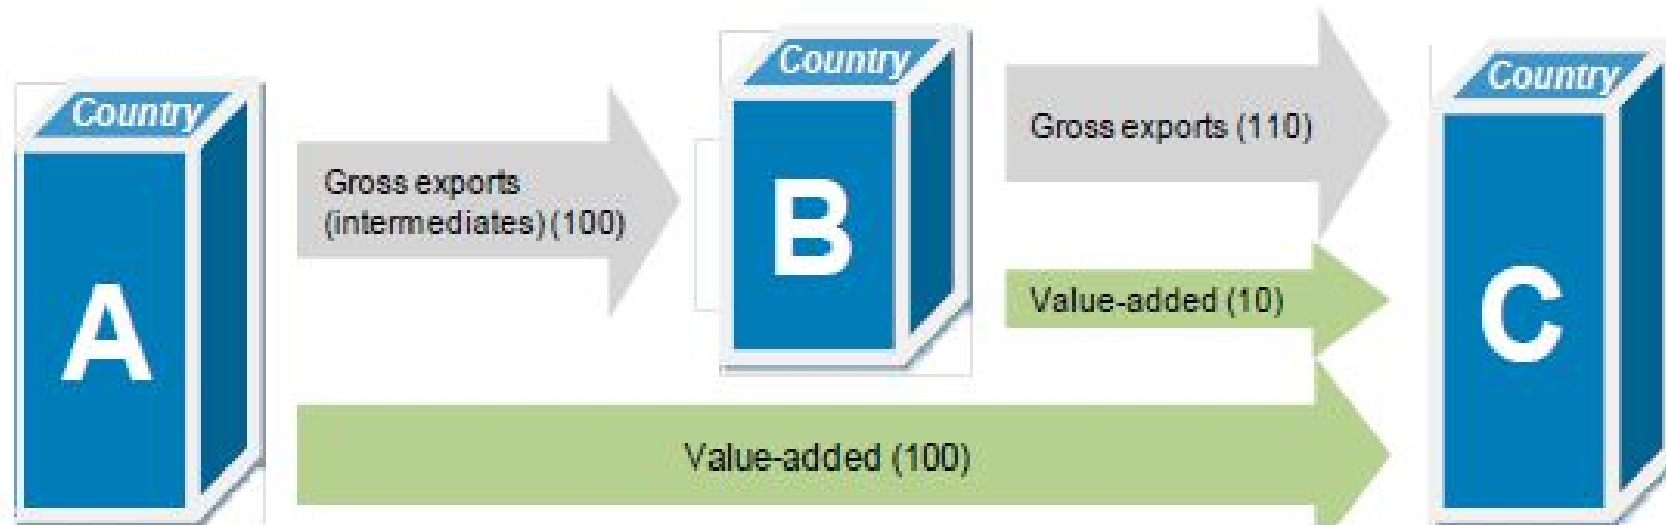 Country
A
Gross exports
(intermediates) (100)
Country
B
Gross exports (110)
Value-added (10)
Value-added (100)
Country
C